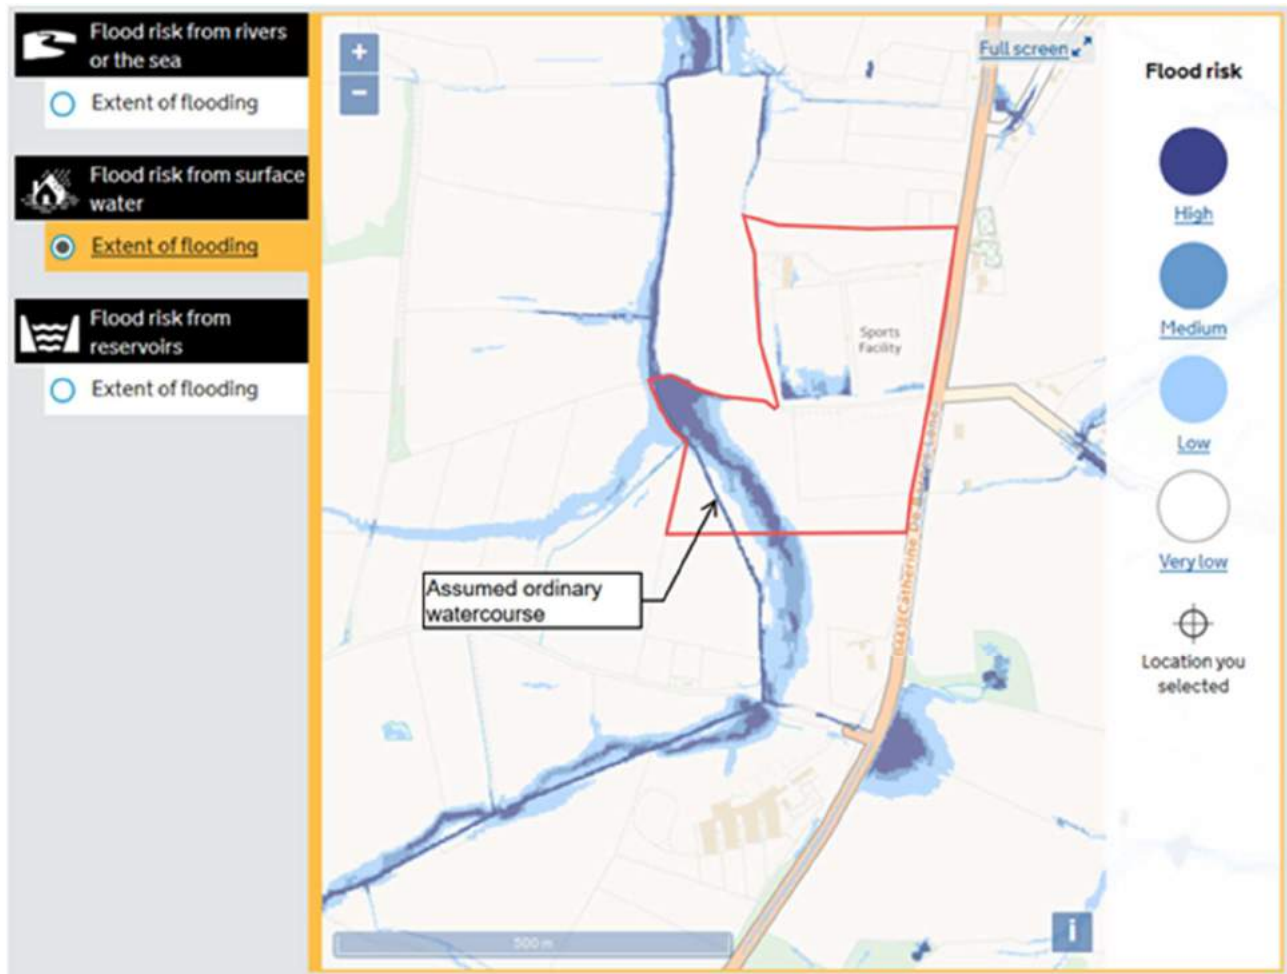 Flood risk from rivers
or the sea
Extent of flooding
Flood risk from surface
water
Extent of flooding
Flood risk from
reservoirs
Extent of flooding
+
−
Full screen
Sports
Facility
Assumed ordinary
watercourse
500 m
i
Flood risk
High
Medium
Low
Very low
Location you
selected